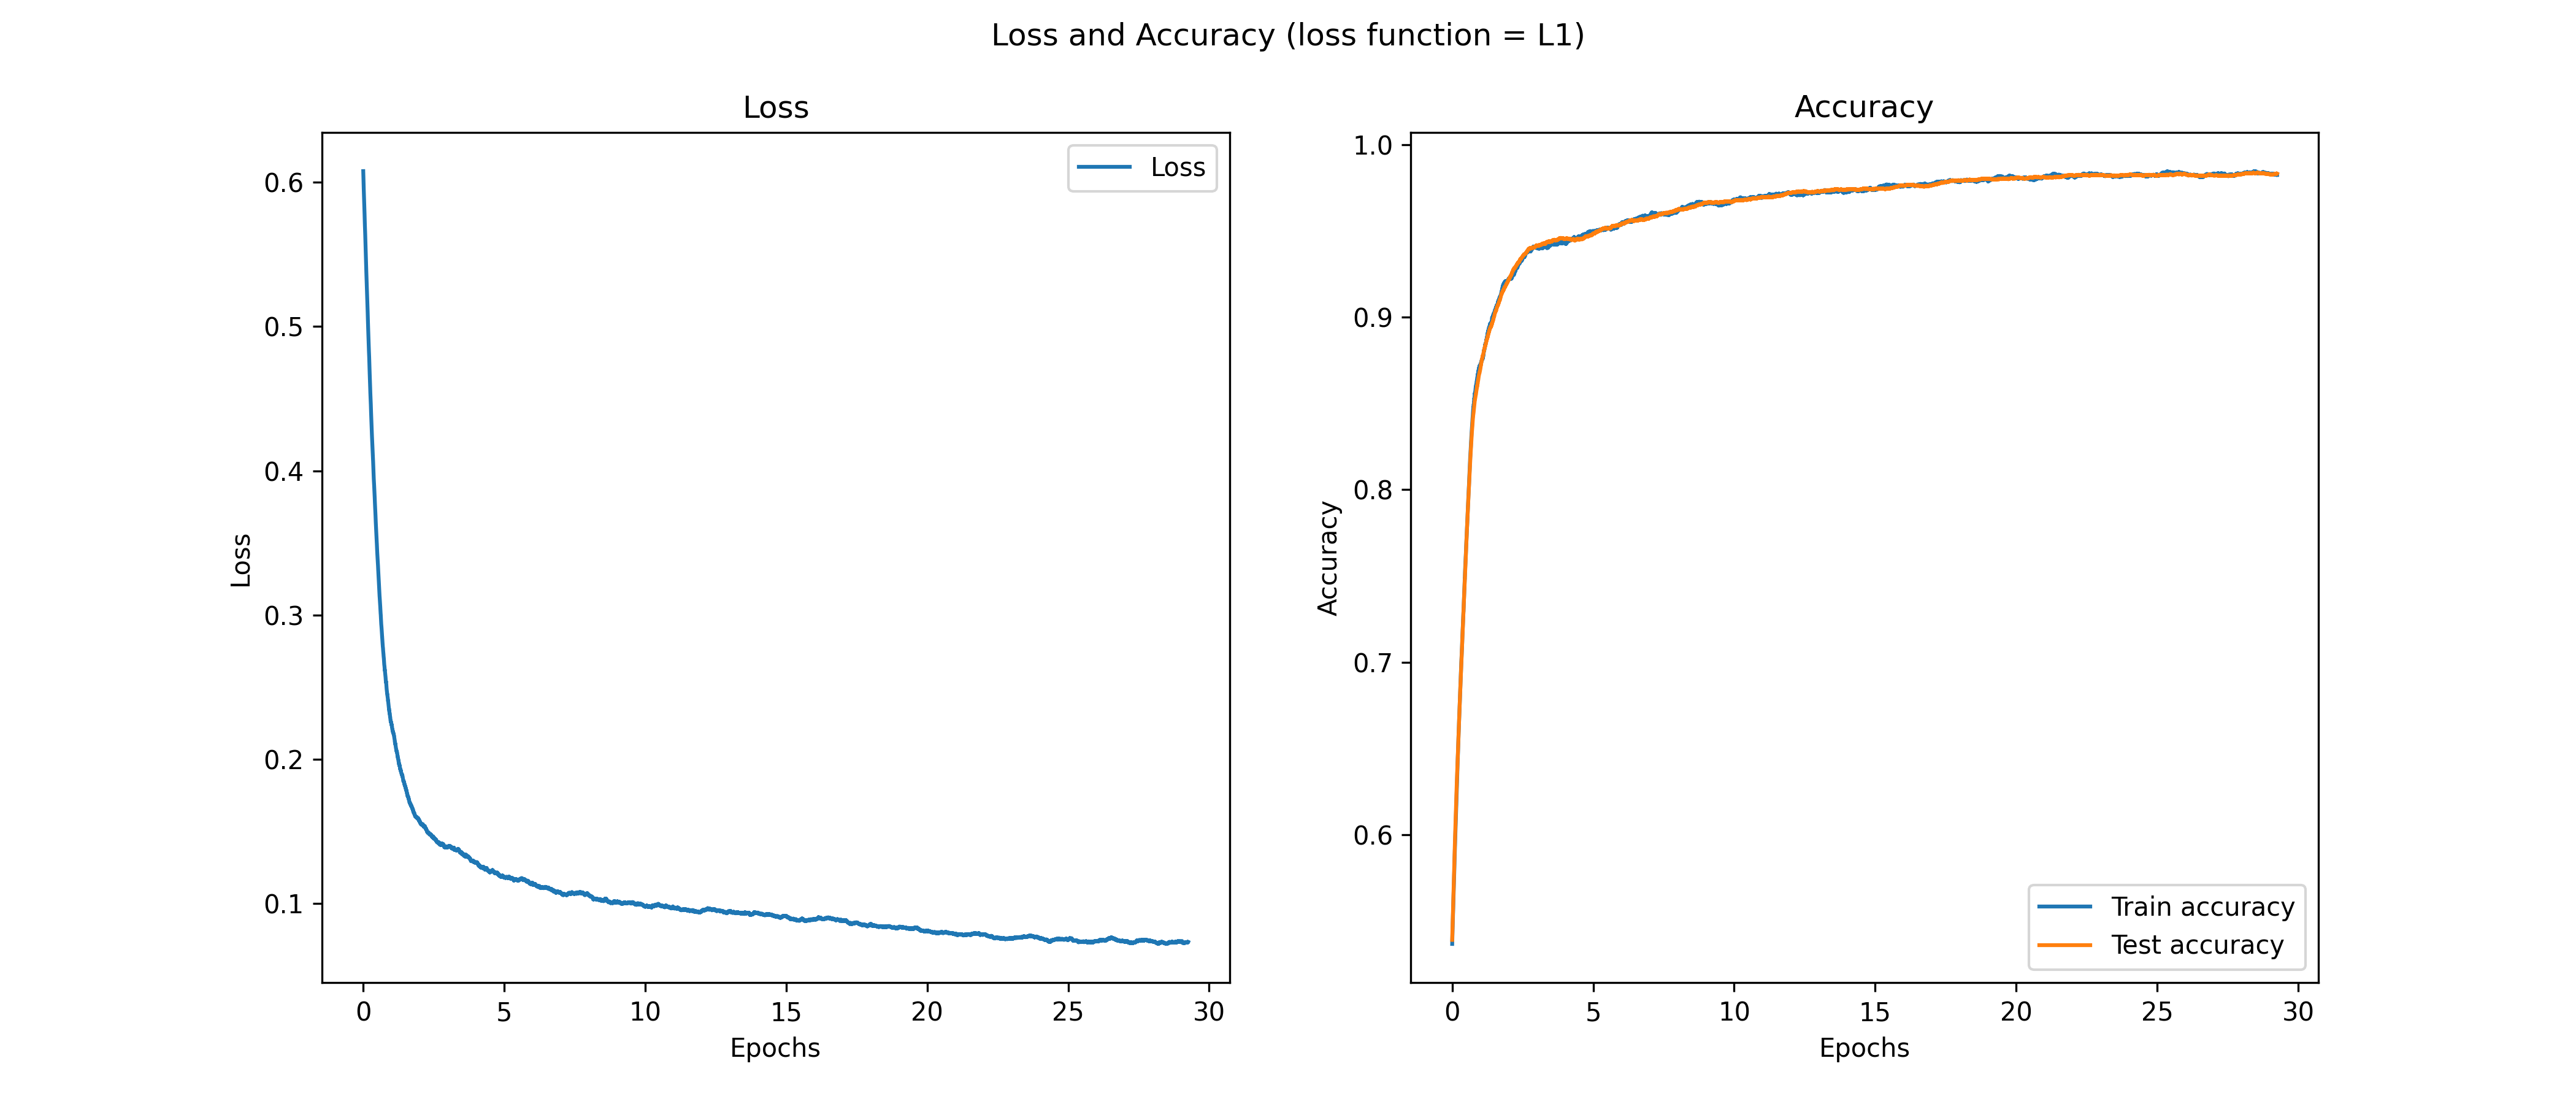 Loss and Accuracy (loss function = L1)
Loss
Loss
0.6
0.5
0.4
0.3
0.2
0.1
Loss
0 5 10 15 20 25 30
Epochs
Accuracy
1.0
0.9
0.8
0.7
0.6
Accuracy
Train accuracy
Test accuracy
0 5 10 15 20 25 30
Epochs